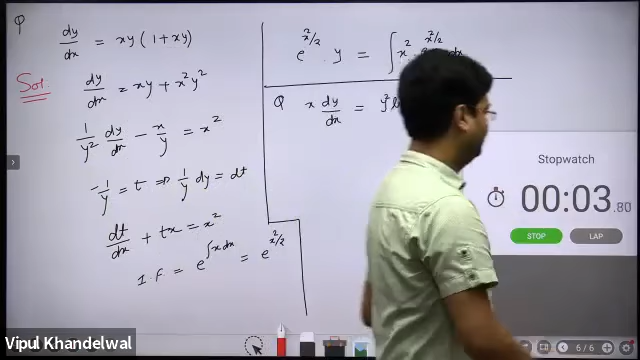 Q dy/dx = xy (1+xy)
Sol. dy/dx = xy + x²y²
1/y² dy/dx - x/y = x²
-1/y = t ⇒ 1/y dy = dt
dt/dx + tx = x²
I.F = e^∫x dx = e^x²/2
e^x²/2 . y = ∫ x²
Q x dy/dx = y²
Stopwatch
00:03.80
STOP LAP
Vipul Khandelwal
6 / 6